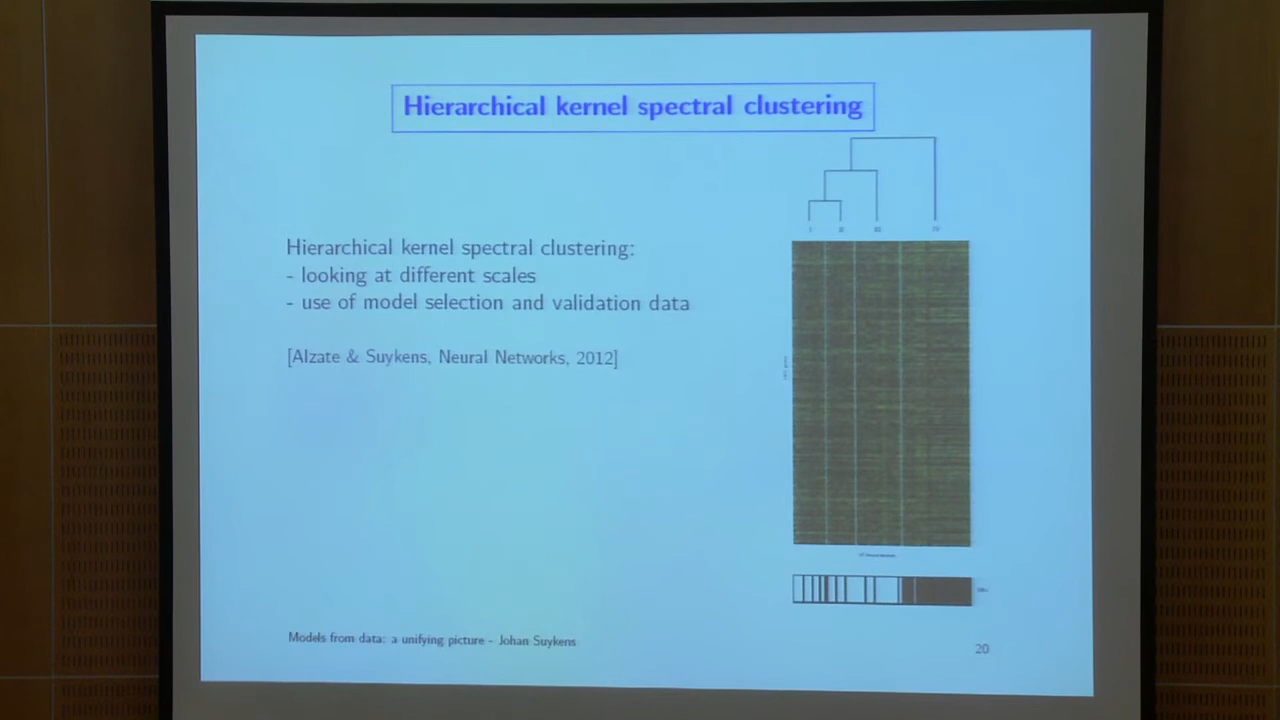 Hierarchical kernel spectral clustering
Hierarchical kernel spectral clustering:
- looking at different scales
- use of model selection and validation data
[Alzate & Suykens, Neural Networks, 2012]
Models from data: a unifying picture - Johan Suykens
20